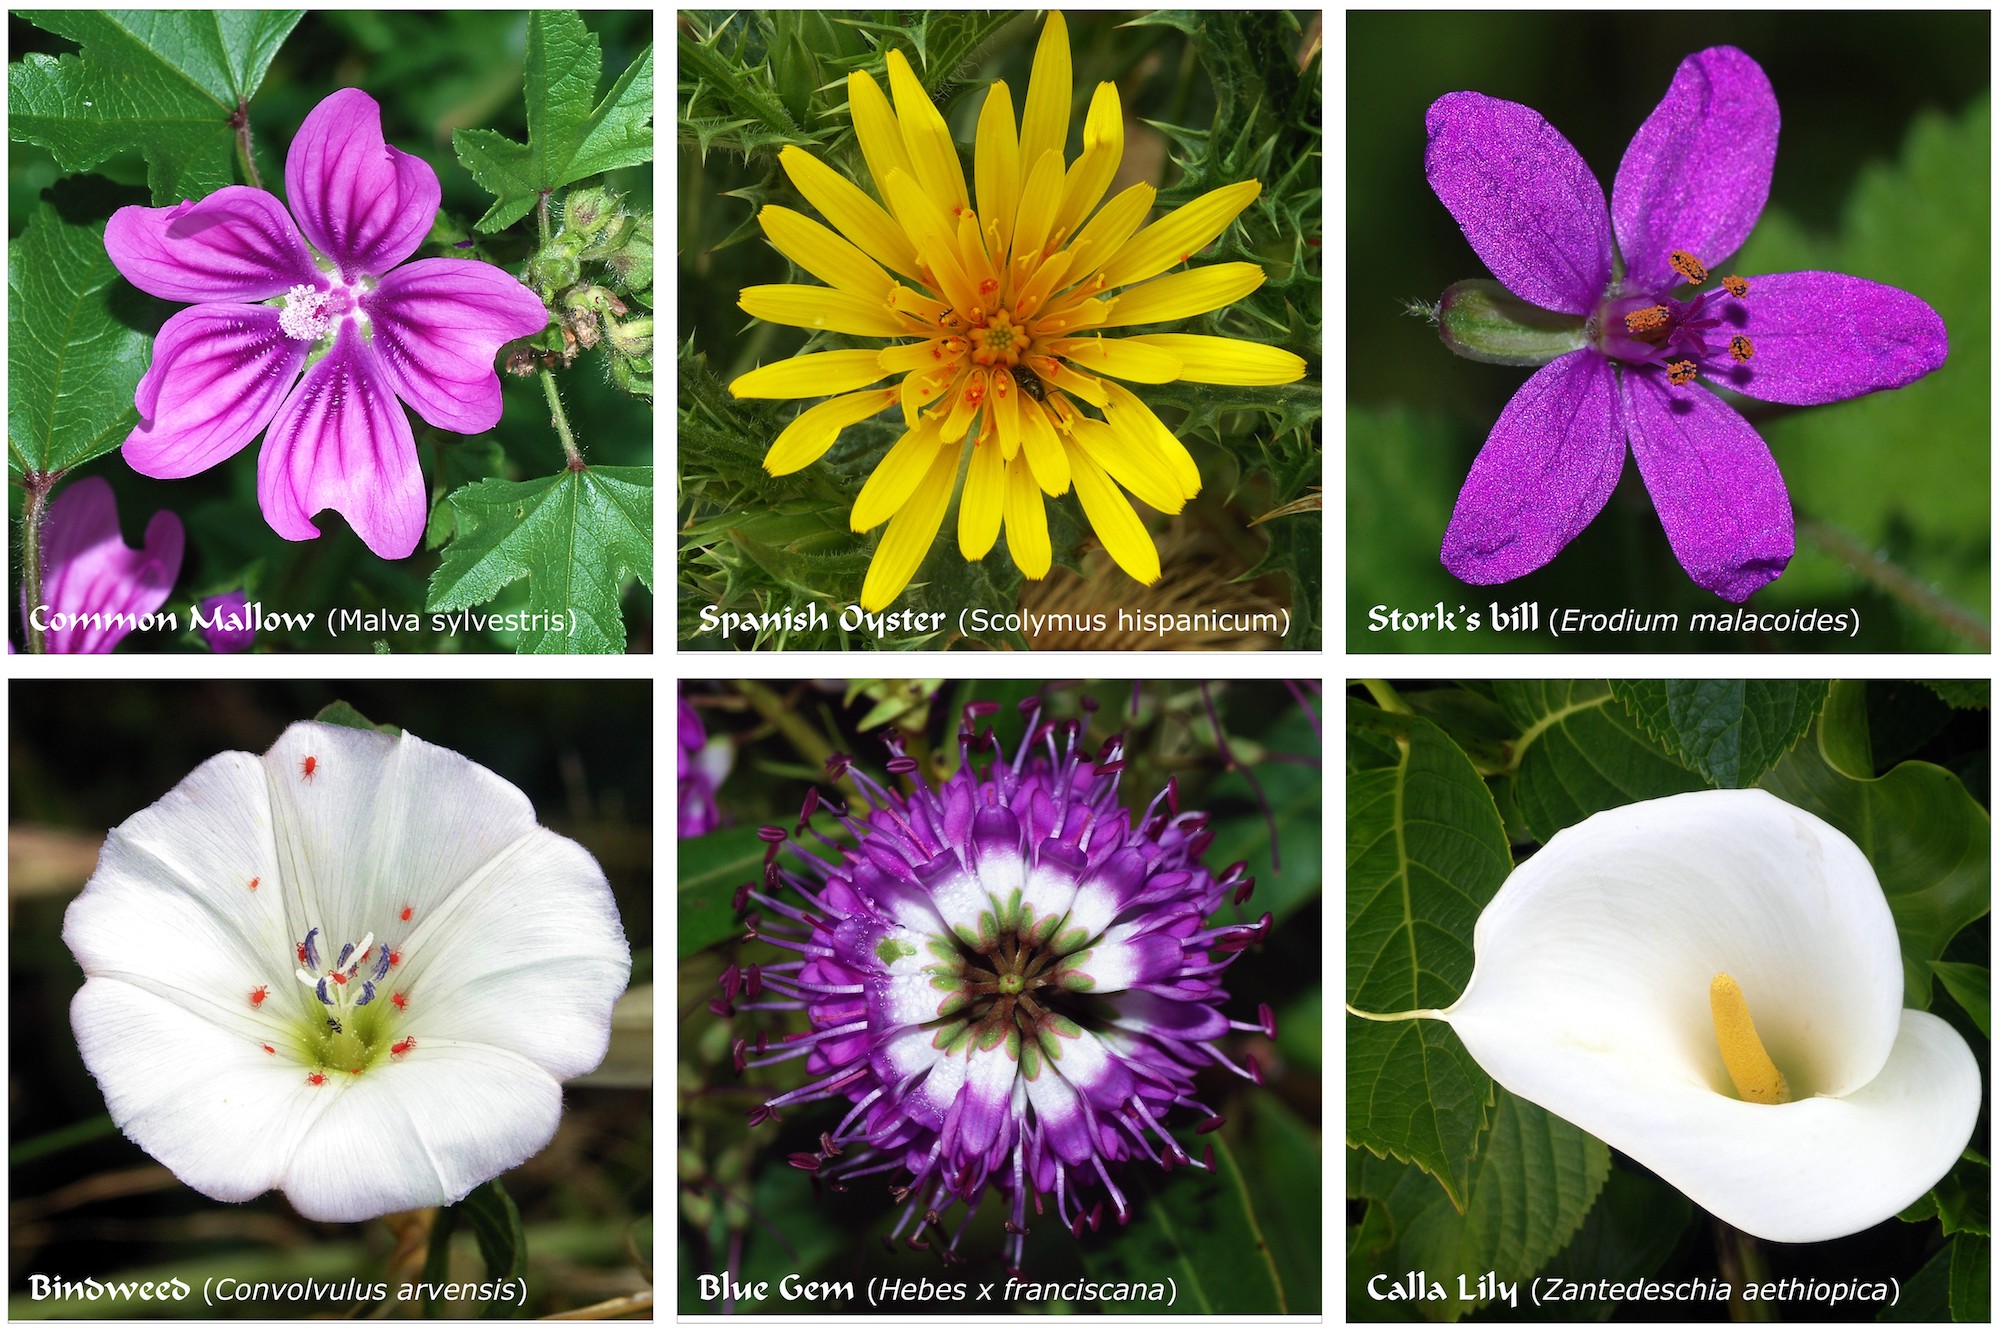 Common Mallow (Malva sylvestris)
Spanish Oyster (Scolymus hispanicum)
Stork's bill (Erodium malacoides)
Bindweed (Convolvulus arvensis)
Blue Gem (Hebes x franciscana)
Calla Lily (Zantedeschia aethiopica)